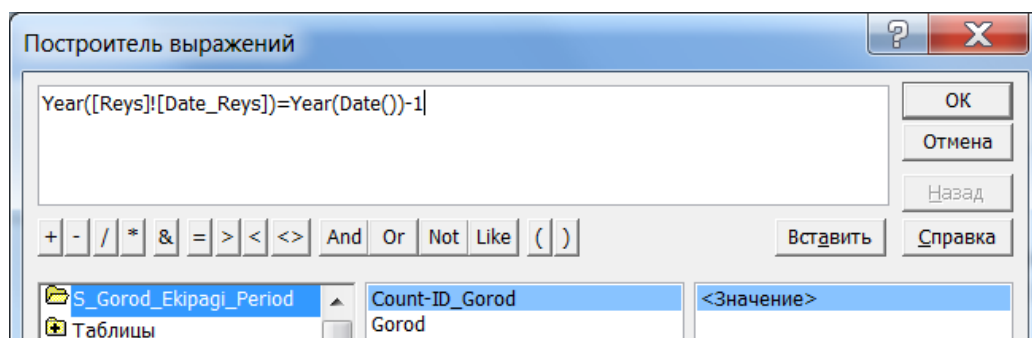 Построитель выражений
Year([Reys]![Date_Reys])=Year(Date())-1
ОК
Отмена
Назад
+ - / * & = > < <> And Or Not Like ( ) Вставить Справка
S_Gorod_Ekipagi_Period Count-ID_Gorod <Значение>
Таблицы Gorod